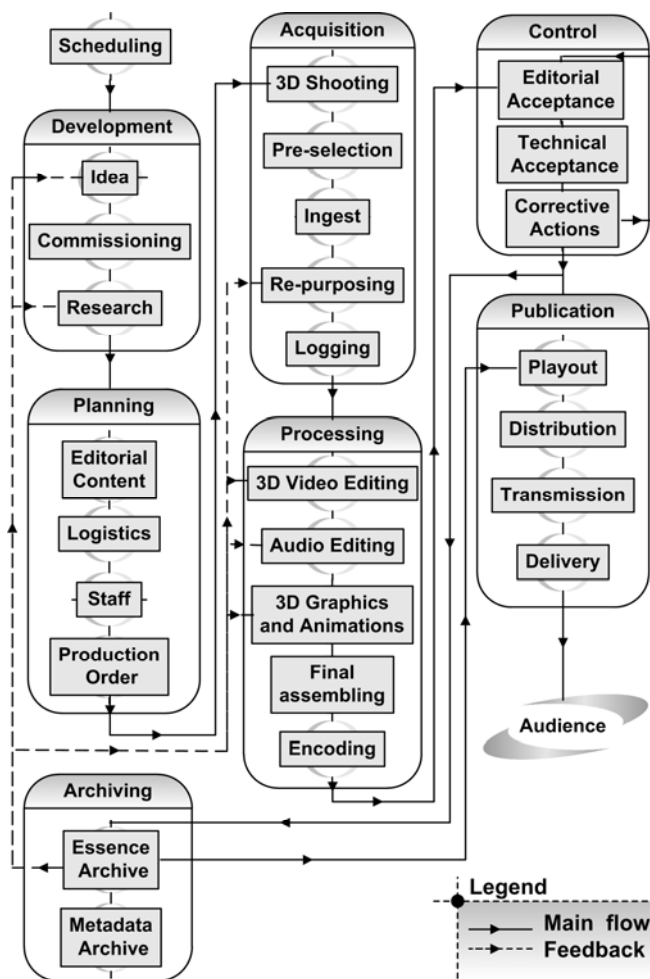 Scheduling
Development
Idea
Commissioning
Research
Planning
Editorial
Content
Logistics
Staff
Production
Order
Archiving
Essence
Archive
Metadata
Archive
Acquisition
3D Shooting
Pre-selection
Ingest
Re-purposing
Logging
Processing
3D Video Editing
Audio Editing
3D Graphics
and Animations
Final
assembling
Encoding
Control
Editorial
Acceptance
Technical
Acceptance
Corrective
Actions
Publication
Playout
Distribution
Transmission
Delivery
Audience
Legend
Main flow
Feedback